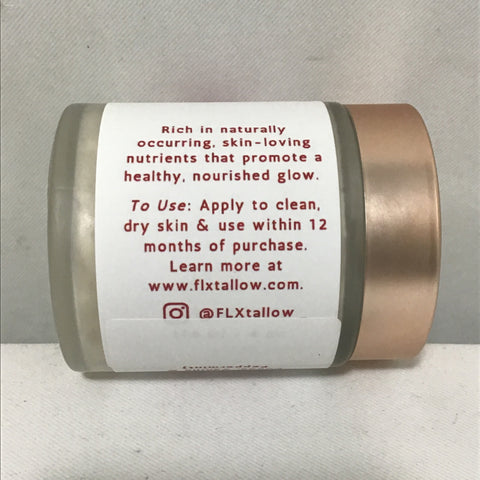 Rich in naturally
occurring, skin-loving
nutrients that promote a
healthy, nourished glow.
To Use: Apply to clean,
dry skin & use within 12
months of purchase.
Learn more at
www.flxtallow.com.
@FLXtallow